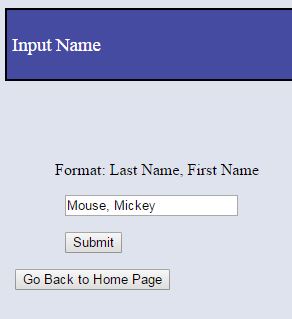 Input Name
Format: Last Name, First Name
Mouse, Mickey
Submit
Go Back to Home Page